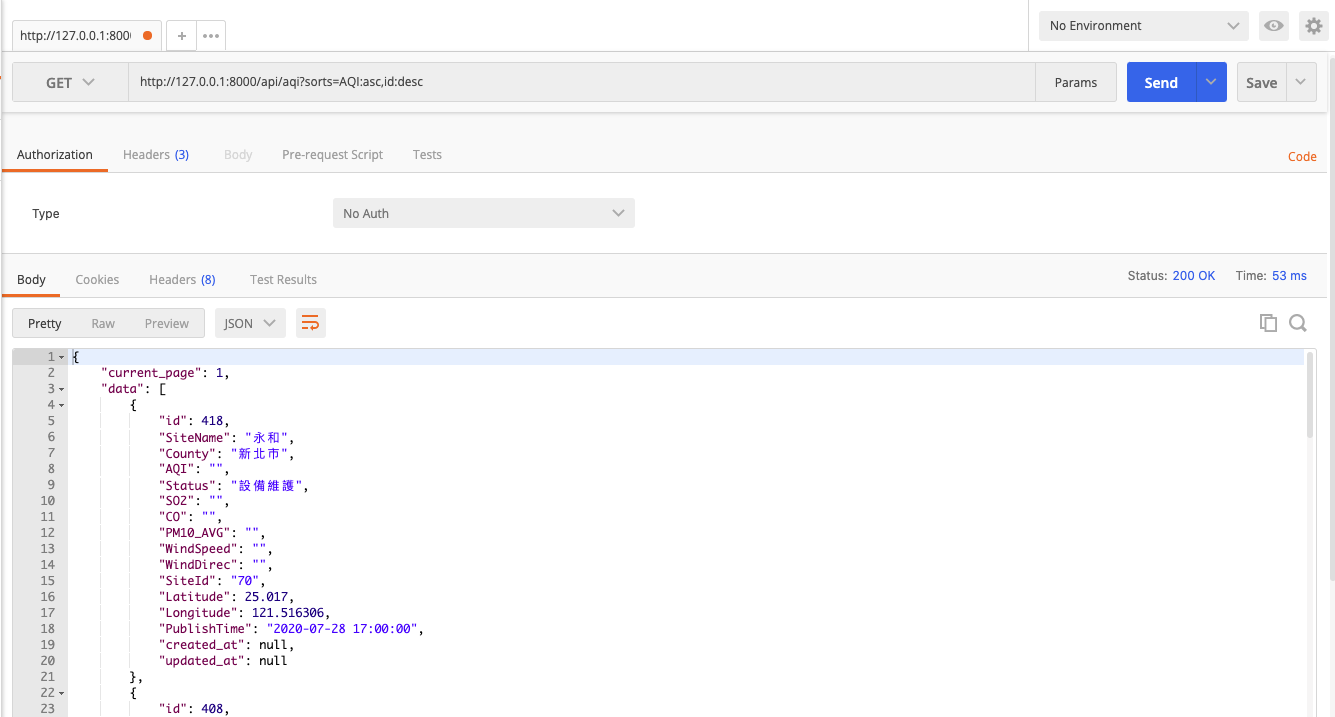 http://127.0.0.1:800
No Environment
GET
http://127.0.0.1:8000/api/aqi?sorts=AQI:asc,id:desc
Params
Send
Save
Authorization
Headers (3)
Body
Pre-request Script
Tests
Code
Type
No Auth
Body
Cookies
Headers (8)
Test Results
Status: 200 OK
Time: 53 ms
Pretty
Raw
Preview
JSON
1 {
2 "current_page": 1,
3 "data": [
4 {
5 "id": 418,
6 "SiteName": "永和",
7 "County": "新北市",
8 "AQI": "",
9 "Status": "設備維護",
10 "SO2": "",
11 "CO": "",
12 "PM10_AVG": "",
13 "WindSpeed": "",
14 "WindDirec": "",
15 "SiteId": "70",
16 "Latitude": 25.017,
17 "Longitude": 121.516306,
18 "PublishTime": "2020-07-28 17:00:00",
19 "created_at": null,
20 "updated_at": null
21 },
22 {
23 "id": 408,